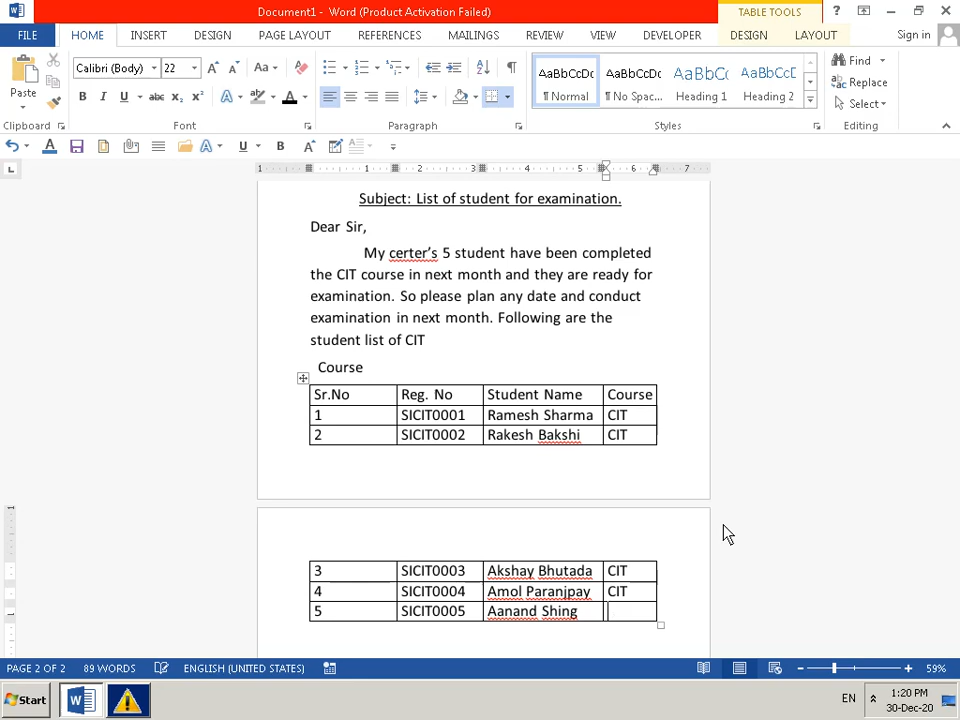 Document1 - Word (Product Activation Failed)
TABLE TOOLS
FILE HOME INSERT DESIGN PAGE LAYOUT REFERENCES MAILINGS REVIEW VIEW DEVELOPER DESIGN LAYOUT Sign in
Paste
Calibri (Body) 22
AaBbCcDc AaBbCcDc AaBbC AaBbCcD
¶ Normal ¶ No Spac... Heading 1 Heading 2
Find
Replace
Select
Clipboard Font Paragraph Styles Editing
Subject: List of student for examination.
Dear Sir,
My certer's 5 student have been completed
the CIT course in next month and they are ready for
examination. So please plan any date and conduct
examination in next month. Following are the
student list of CIT
Course
Sr.No Reg. No Student Name Course
1 SICIT0001 Ramesh Sharma CIT
2 SICIT0002 Rakesh Bakshi CIT
3 SICIT0003 Akshay Bhutada CIT
4 SICIT0004 Amol Paranjpay CIT
5 SICIT0005 Aanand Shing
PAGE 2 OF 2 89 WORDS ENGLISH (UNITED STATES) 59%
Start EN 1:20 PM
30-Dec-20